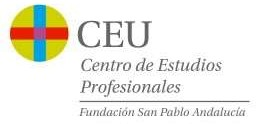 CEU
Centro de Estudios
Profesionales
Fundación San Pablo Andalucía